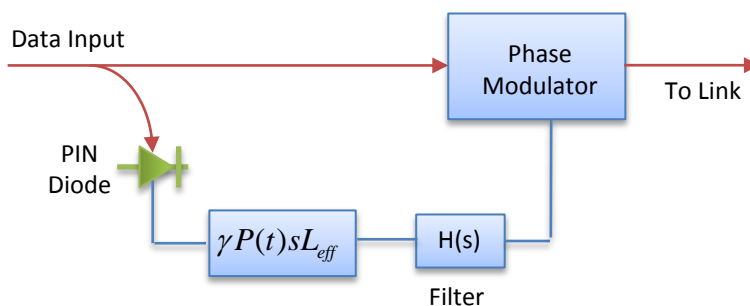 Data Input
Phase
Modulator
To Link
PIN
Diode
γP(t)sL_eff
H(s)
Filter